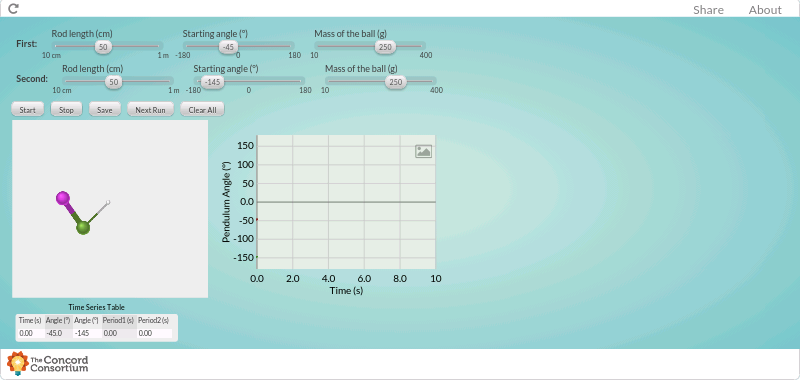 Share About
Rod length (cm) Starting angle (°) Mass of the ball (g)
First: 50 -45 250
10 cm 1 m -180 0 180 10 400
Rod length (cm) Starting angle (°) Mass of the ball (g)
Second: 50 -145 250
10 cm 1 m -180 0 180 10 400
Start Stop Save Next Run Clear All
150
100
50
0.0
-50
-100
-150
Pendulum Angle (°)
0.0 2.0 4.0 6.0 8.0 10
Time (s)
Time Series Table
Time (s) Angle (°) Angle (°) Period1 (s) Period2 (s)
0.00 -45.0 -145 0.00 0.00
The Concord
Consortium